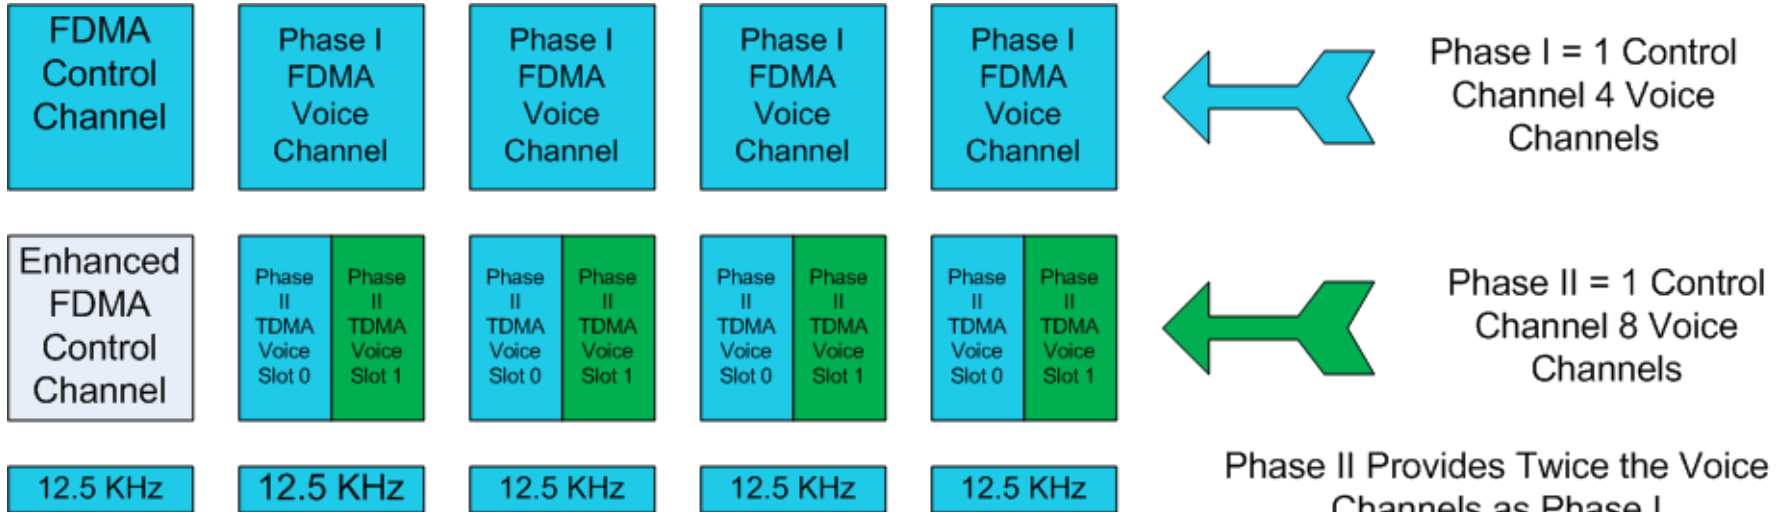 FDMA
Control
Channel
Phase I
FDMA
Voice
Channel
Phase I
FDMA
Voice
Channel
Phase I
FDMA
Voice
Channel
Phase I
FDMA
Voice
Channel
Phase I = 1 Control
Channel 4 Voice
Channels
Enhanced
FDMA
Control
Channel
Phase
II
TDMA
Voice
Slot 0
Phase
II
TDMA
Voice
Slot 1
Phase
II
TDMA
Voice
Slot 0
Phase
II
TDMA
Voice
Slot 1
Phase
II
TDMA
Voice
Slot 0
Phase
II
TDMA
Voice
Slot 1
Phase
II
TDMA
Voice
Slot 0
Phase
II
TDMA
Voice
Slot 1
Phase II = 1 Control
Channel 8 Voice
Channels
12.5 KHz
12.5 KHz
12.5 KHz
12.5 KHz
12.5 KHz
Phase II Provides Twice the Voice
Channels as Phase I